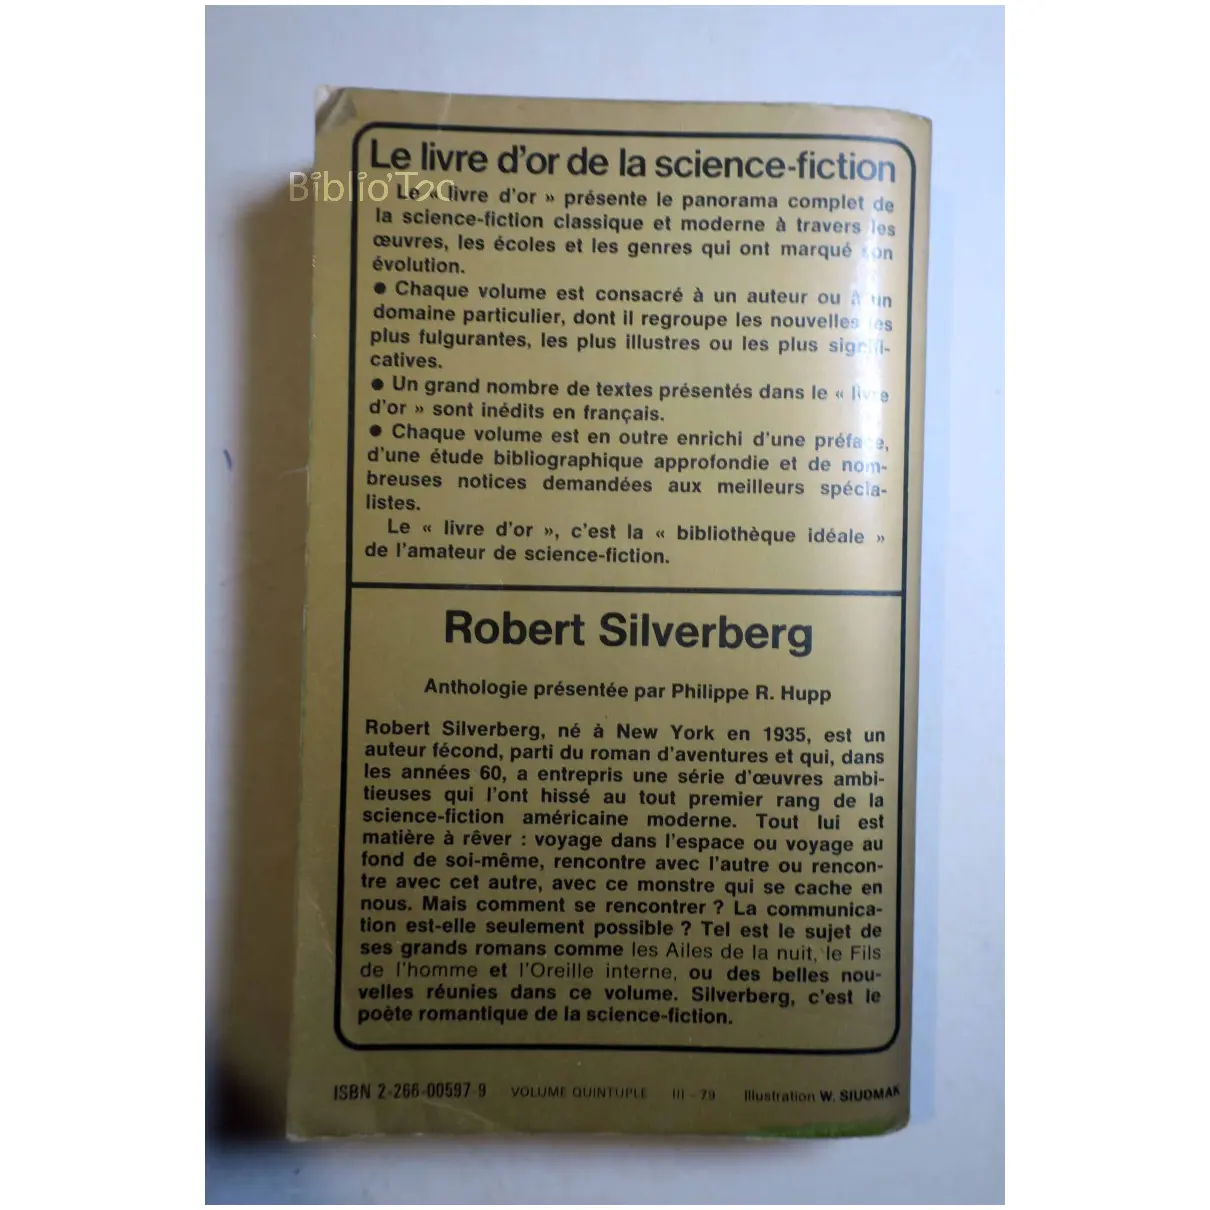 Le livre d'or de la science-fiction
Biblio'Toc
Le « livre d'or » présente le panorama complet de
la science-fiction classique et moderne à travers les
œuvres, les écoles et les genres qui ont marqué son
évolution.
● Chaque volume est consacré à un auteur ou à un
domaine particulier, dont il regroupe les nouvelles les
plus fulgurantes, les plus illustres ou les plus signifi-
catives.
● Un grand nombre de textes présentés dans le « livre
d'or » sont inédits en français.
● Chaque volume est en outre enrichi d'une préface,
d'une étude bibliographique approfondie et de nom-
breuses notices demandées aux meilleurs spécia-
listes.
Le « livre d'or », c'est la « bibliothèque idéale »
de l'amateur de science-fiction.
Robert Silverberg
Anthologie présentée par Philippe R. Hupp
Robert Silverberg, né à New York en 1935, est un
auteur fécond, parti du roman d'aventures et qui, dans
les années 60, a entrepris une série d'œuvres ambi-
tieuses qui l'ont hissé au tout premier rang de la
science-fiction américaine moderne. Tout lui est
matière à rêver : voyage dans l'espace ou voyage au
fond de soi-même, rencontre avec l'autre ou rencon-
tre avec cet autre, avec ce monstre qui se cache en
nous. Mais comment se rencontrer ? La communica-
tion est-elle seulement possible ? Tel est le sujet de
ses grands romans comme les Ailes de la nuit, le Fils
de l'homme et l'Oreille interne, ou des belles nou-
velles réunies dans ce volume. Silverberg, c'est le
poète romantique de la science-fiction.
ISBN 2-266-00597-9 VOLUME QUINTUPLE III - 79 Illustration W. SIUDMAK